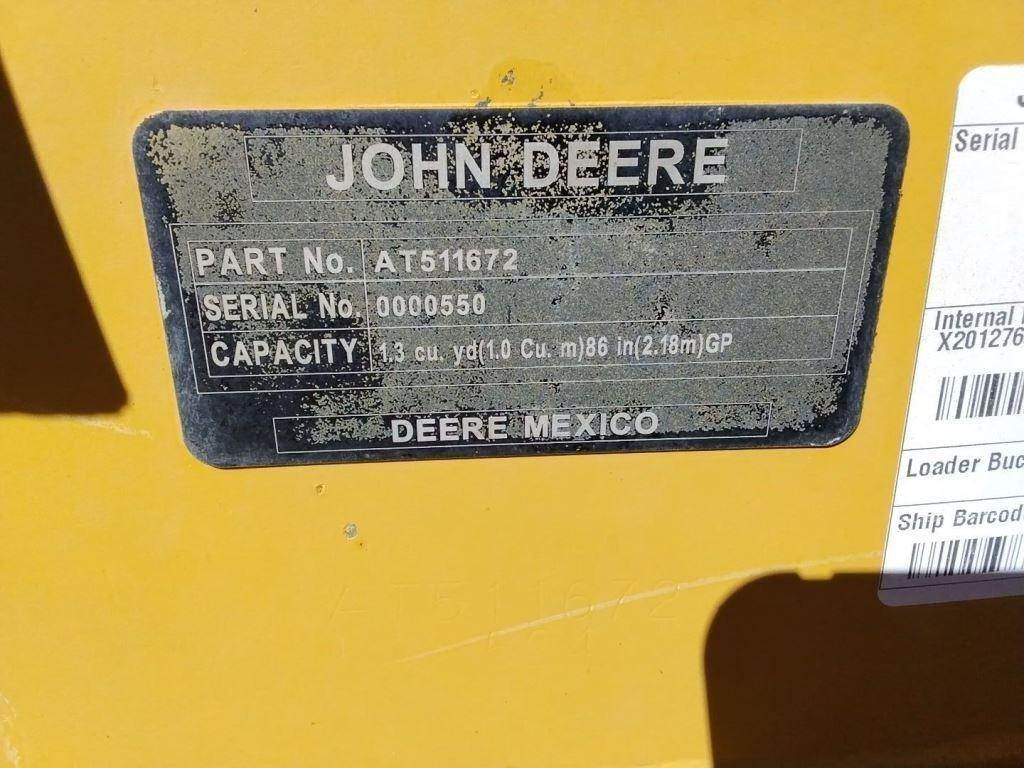 JOHN DEERE
PART No. AT511672
SERIAL No. 0000550
CAPACITY 1.3 cu. yd(1.0 Cu. m)86 in(2.18m)GP
DEERE MEXICO
Serial
Internal
X201276
Loader Buc
Ship Barcod
AT511672